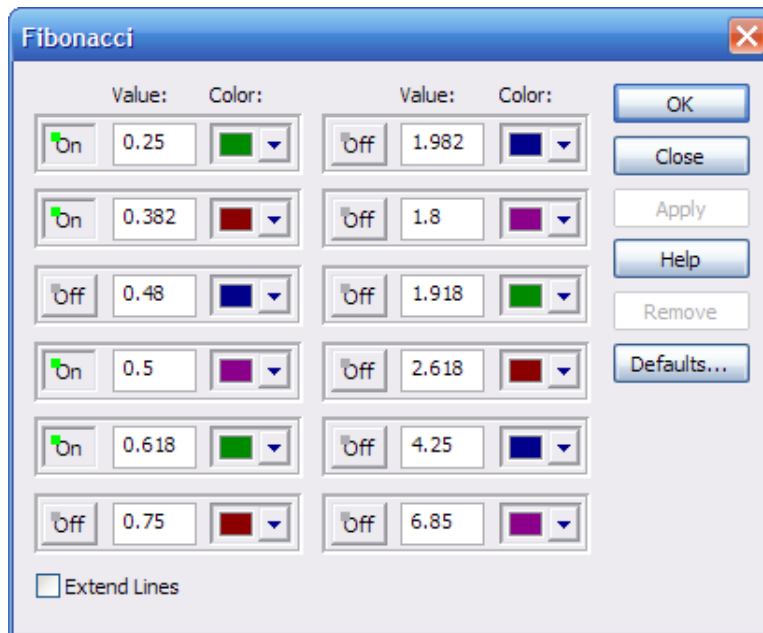 Fibonacci
Value: Color: Value: Color:
On 0.25 Off 1.982 OK
Close
On 0.382 Off 1.8 Apply
Help
Off 0.48 Off 1.918
Remove
On 0.5 Off 2.618 Defaults...
On 0.618 Off 4.25
Off 0.75 Off 6.85
Extend Lines